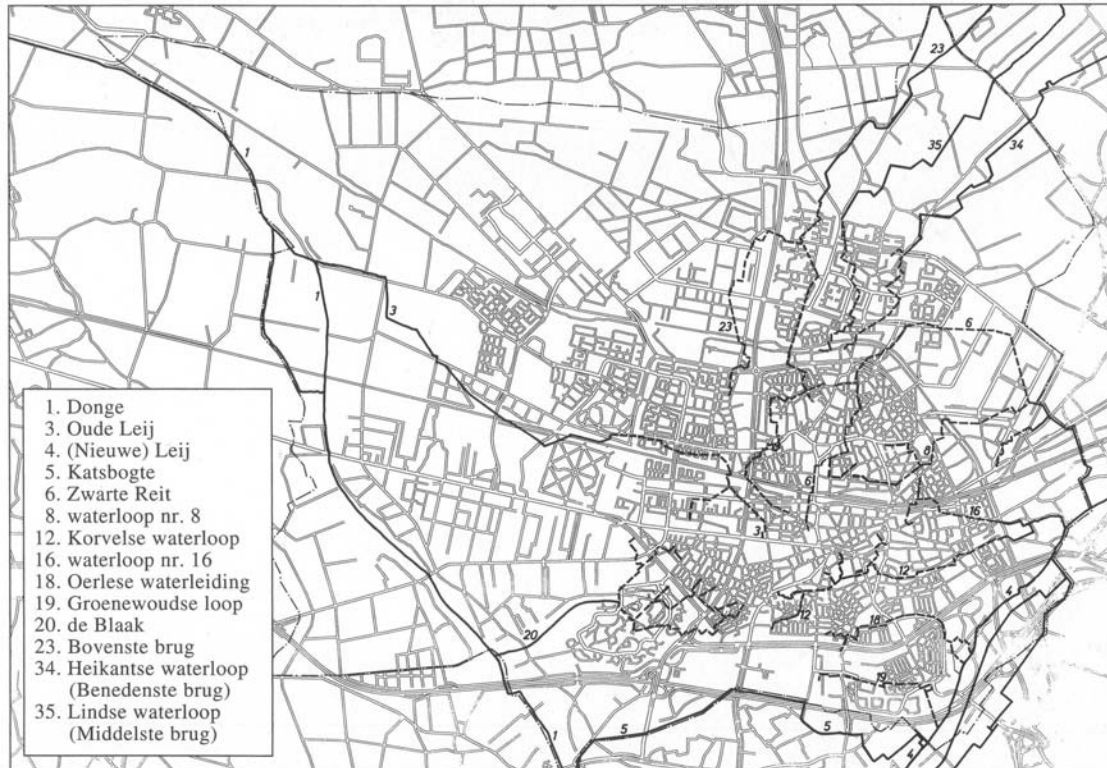 23
35
34
1
1
3
23
6
8
6
16
31
12
4
12
18
20
19
5
5
1
4
1. Donge
3. Oude Leij
4. (Nieuwe) Leij
5. Katsbogte
6. Zwarte Reit
8. waterloop nr. 8
12. Korvelse waterloop
16. waterloop nr. 16
18. Oerlese waterleiding
19. Groenewoudse loop
20. de Blaak
23. Bovenste brug
34. Heikantse waterloop
(Benedenste brug)
35. Lindse waterloop
(Middelste brug)